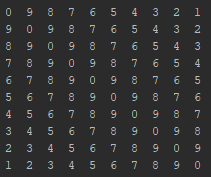 0 9 8 7 6 5 4 3 2 1
9 0 9 8 7 6 5 4 3 2
8 9 0 9 8 7 6 5 4 3
7 8 9 0 9 8 7 6 5 4
6 7 8 9 0 9 8 7 6 5
5 6 7 8 9 0 9 8 7 6
4 5 6 7 8 9 0 9 8 7
3 4 5 6 7 8 9 0 9 8
2 3 4 5 6 7 8 9 0 9
1 2 3 4 5 6 7 8 9 0